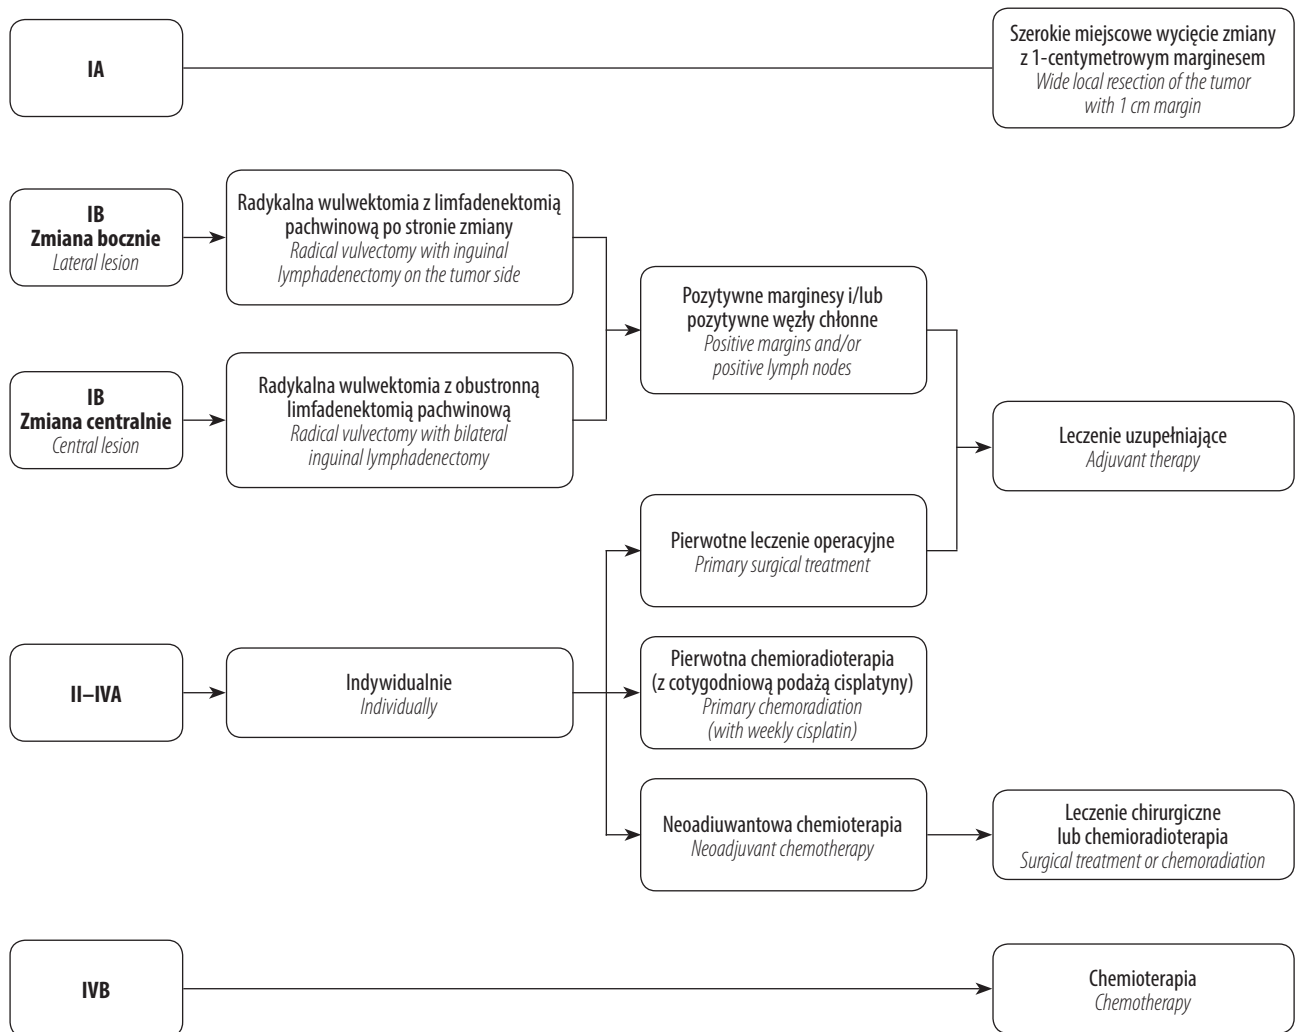 IA
Szerokie miejscowe wycięcie zmiany
z 1-centymetrowym marginesem
Wide local resection of the tumor
with 1 cm margin
IB
Zmiana bocznie
Lateral lesion
Radykalna wulwektomia z limfadenektomią
pachwinową po stronie zmiany
Radical vulvectomy with inguinal
lymphadenectomy on the tumor side
Pozytywne marginesy i/lub
pozytywne węzły chłonne
Positive margins and/or
positive lymph nodes
IB
Zmiana centralnie
Central lesion
Radykalna wulwektomia z obustronną
limfadenektomią pachwinową
Radical vulvectomy with bilateral
inguinal lymphadenectomy
Leczenie uzupełniające
Adjuvant therapy
Pierwotne leczenie operacyjne
Primary surgical treatment
II–IVA
Indywidualnie
Individually
Pierwotna chemioradioterapia
(z cotygodniową podażą cisplatyny)
Primary chemoradiation
(with weekly cisplatin)
Neoadiuwantowa chemioterapia
Neoadjuvant chemotherapy
Leczenie chirurgiczne
lub chemioradioterapia
Surgical treatment or chemoradiation
IVB
Chemioterapia
Chemotherapy